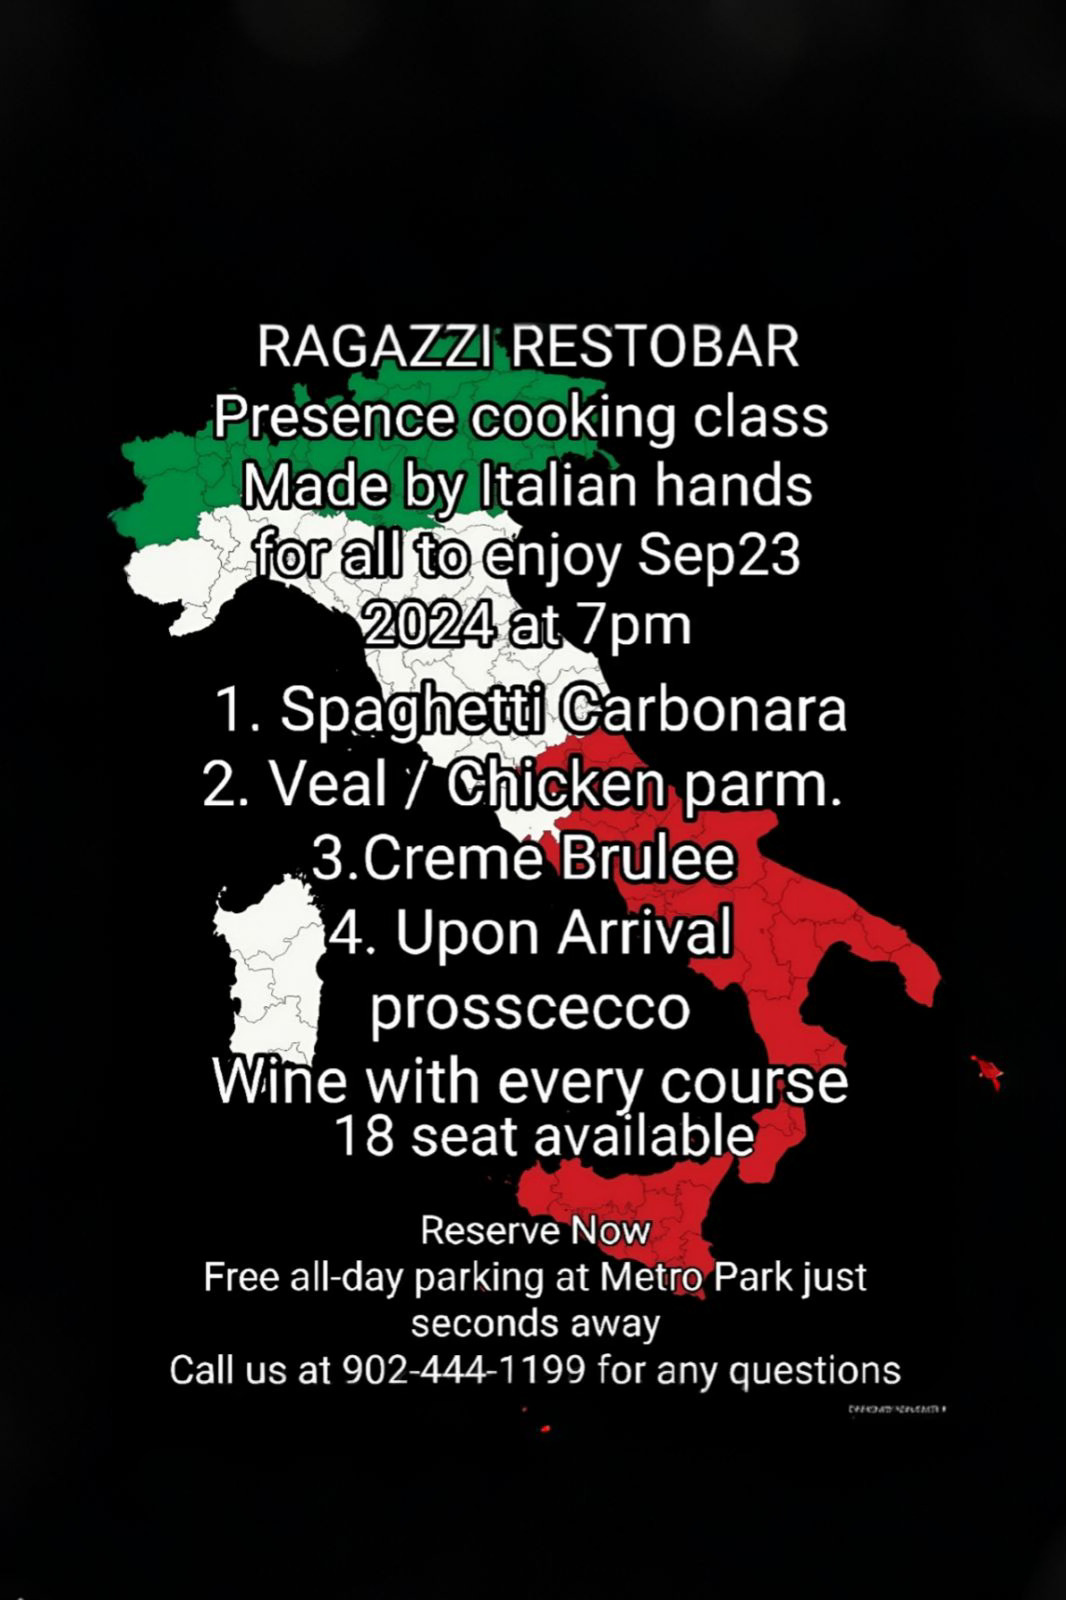 RAGAZZI RESTOBAR
Presence cooking class
Made by Italian hands
for all to enjoy Sep23
2024 at 7pm
1. Spaghetti Carbonara
2. Veal / Chicken parm.
3.Creme Brulee
4. Upon Arrival
prosscecco
Wine with every course
18 seat available
Reserve Now
Free all-day parking at Metro Park just
seconds away
Call us at 902-444-1199 for any questions